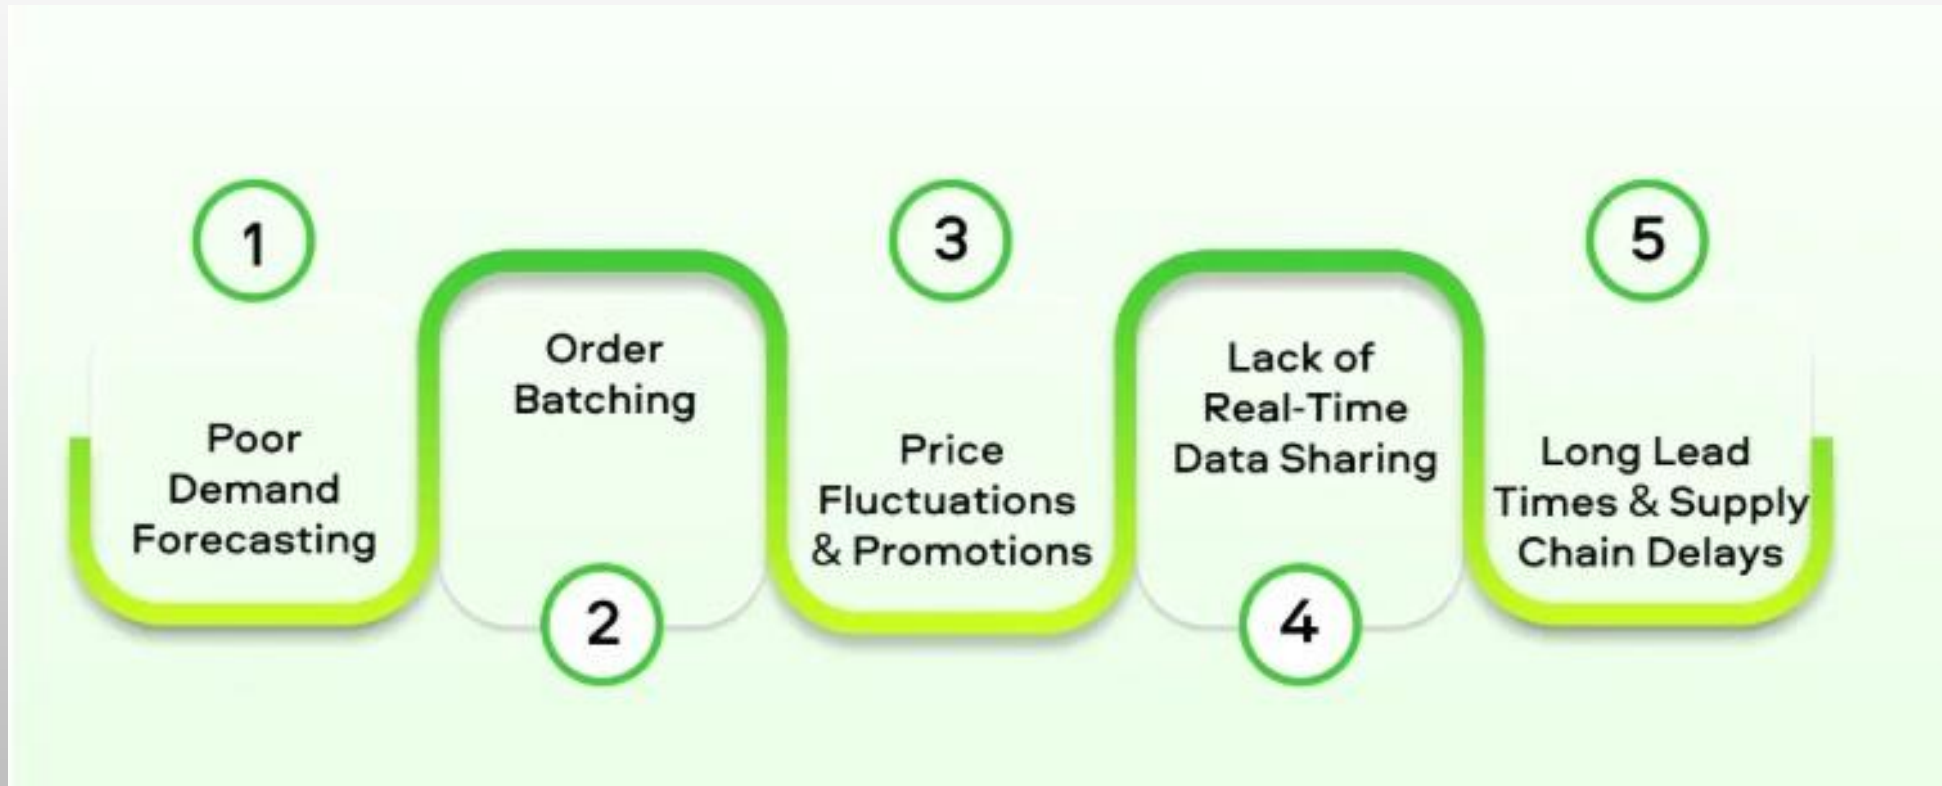 1
Poor
Demand
Forecasting
Order
Batching
2
3
Price
Fluctuations
& Promotions
Lack of
Real-Time
Data Sharing
4
5
Long Lead
Times & Supply
Chain Delays